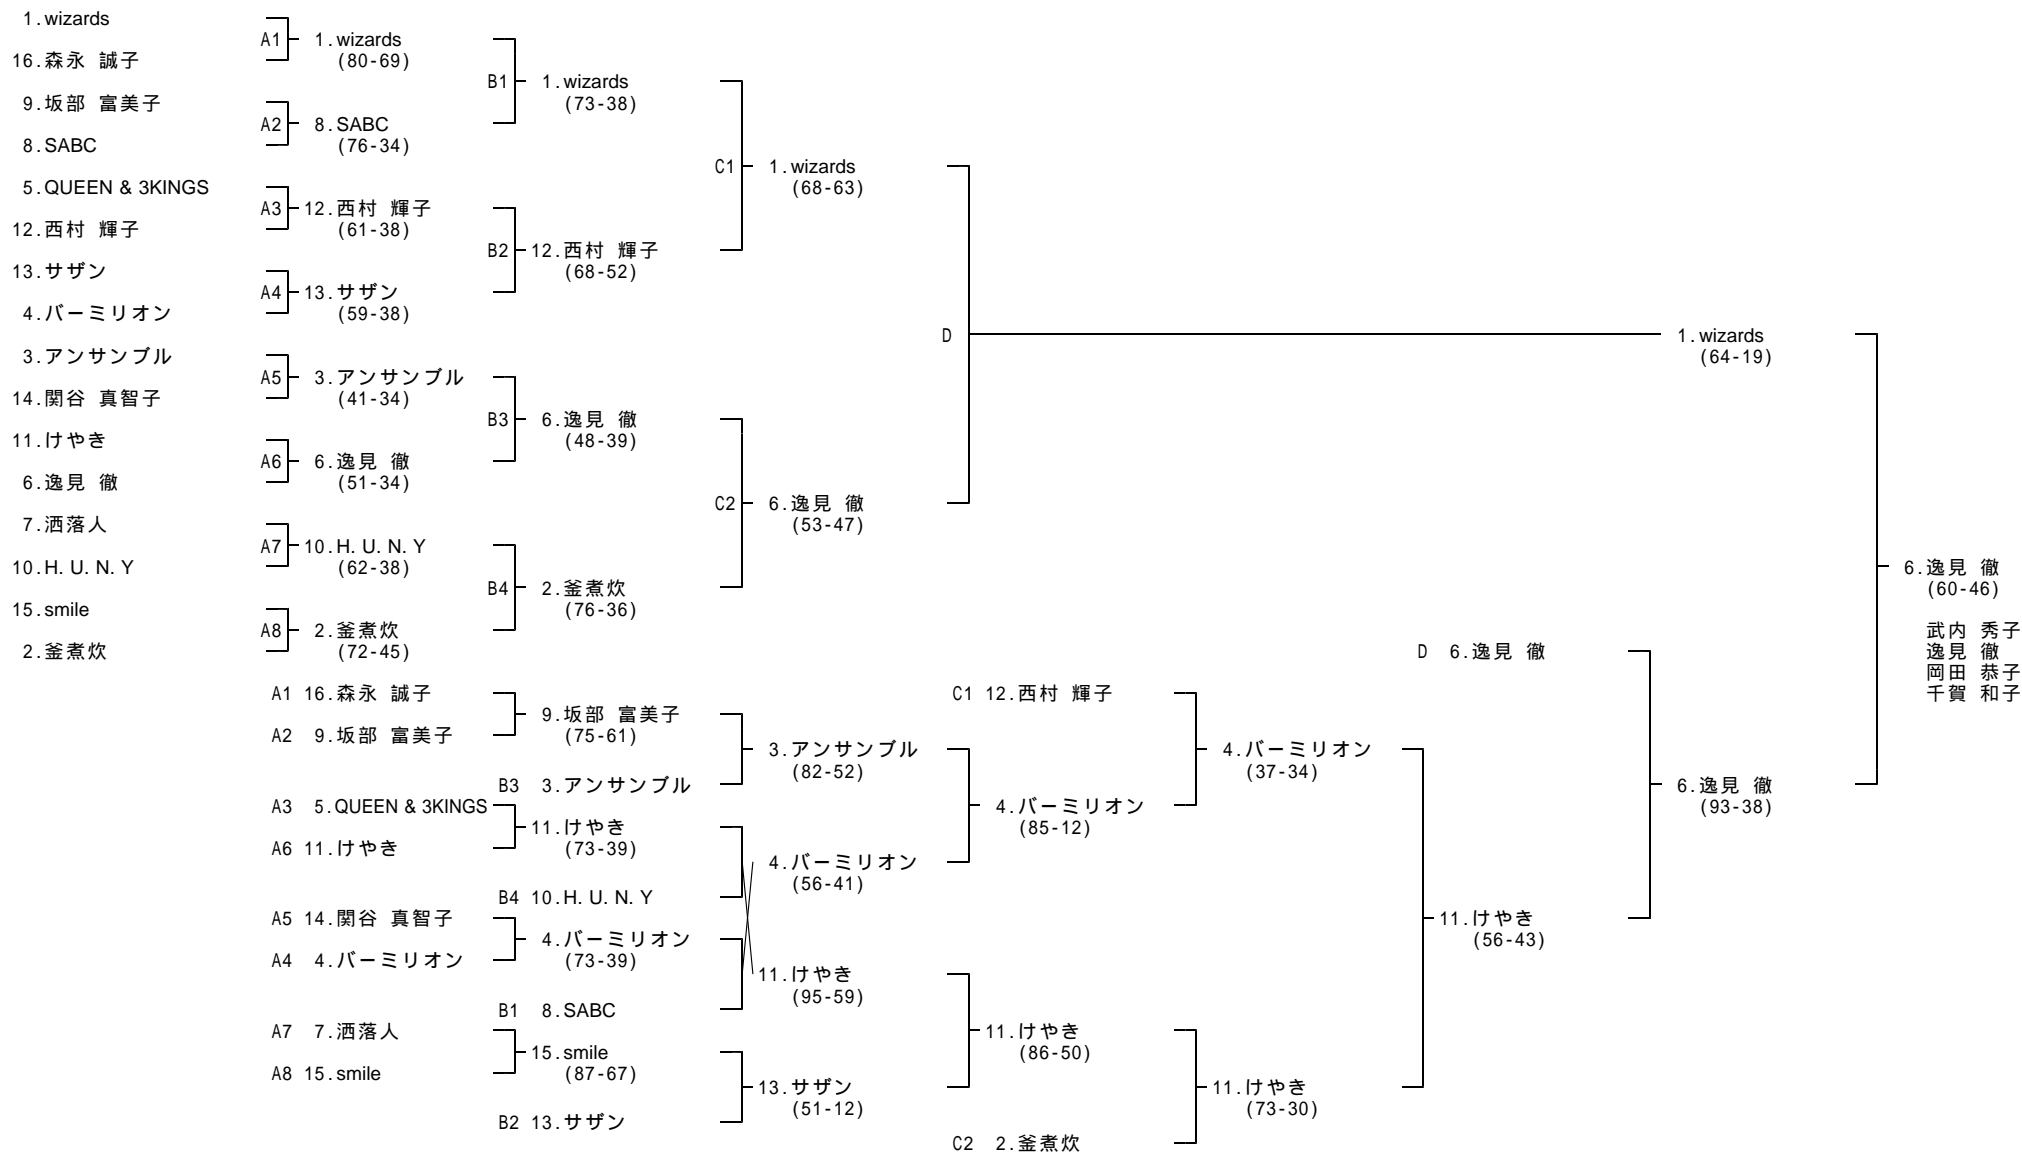 1.wizards
16.森永 誠子
9.坂部 富美子
8.SABC
5.QUEEN & 3KINGS
12.西村 輝子
13.サザン
4.バーミリオン
3.アンサンブル
14.関谷 真智子
11.けやき
6.逸見 徹
7.洒落人
10.H. U. N. Y
15.smile
2.釜煮炊
A1 1.wizards
(80-69)
A2 8.SABC
(76-34)
A3 12.西村 輝子
(61-38)
A4 13.サザン
(59-38)
A5 3.アンサンブル
(41-34)
A6 6.逸見 徹
(51-34)
A7 10.H. U. N. Y
(62-38)
A8 2.釜煮炊
(72-45)
B1 1.wizards
(73-38)
B2 12.西村 輝子
(68-52)
B3 6.逸見 徹
(48-39)
B4 2.釜煮炊
(76-36)
C1 1.wizards
(68-63)
C2 6.逸見 徹
(53-47)
D 1.wizards
(64-19)
A1 16.森永 誠子
A2 9.坂部 富美子
A3 5.QUEEN & 3KINGS
A6 11.けやき
A5 14.関谷 真智子
A4 4.バーミリオン
A7 7.洒落人
A8 15.smile
9.坂部 富美子
(75-61)
B3 3.アンサンブル
11.けやき
(73-39)
B4 10.H. U. N. Y
4.バーミリオン
(73-39)
B1 8.SABC
15.smile
(87-67)
B2 13.サザン
3.アンサンブル
(82-52)
4.バーミリオン
(56-41)
11.けやき
(95-59)
13.サザン
(51-12)
C1 12.西村 輝子
4.バーミリオン
(85-12)
11.けやき
(86-50)
C2 2.釜煮炊
4.バーミリオン
(37-34)
11.けやき
(73-30)
D 6.逸見 徹
11.けやき
(56-43)
6.逸見 徹
(93-38)
6.逸見 徹
(60-46)
武内 秀子
逸見 徹
岡田 恭子
千賀 和子